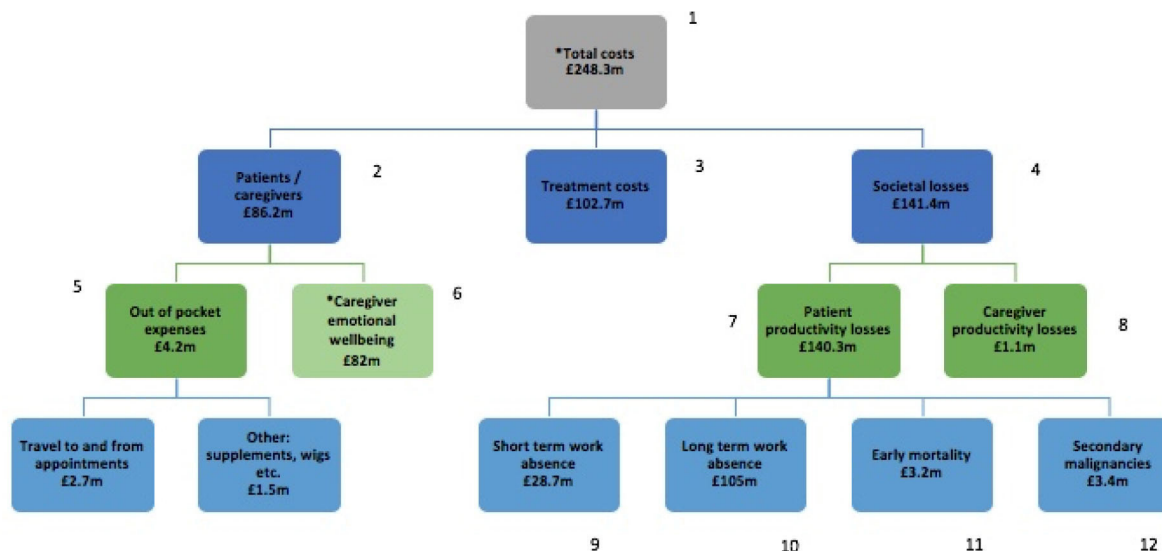 1
*Total costs
£248.3m
2
Patients /
caregivers
£86.2m
3
Treatment costs
£102.7m
4
Societal losses
£141.4m
5
Out of pocket
expenses
£4.2m
*Caregiver
emotional
wellbeing
£82m
6
7
Patient
productivity losses
£140.3m
Caregiver
productivity losses
£1.1m
8
Travel to and from
appointments
£2.7m
Other:
supplements, wigs
etc.
£1.5m
Short term work
absence
£28.7m
Long term work
absence
£105m
Early mortality
£3.2m
Secondary
malignancies
£3.4m
9
10
11
12